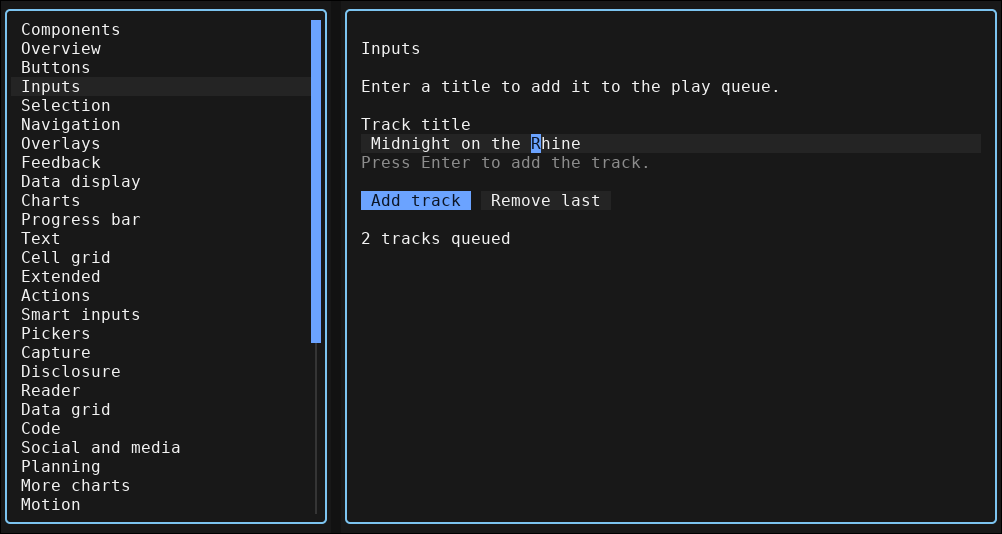 Components
Overview
Buttons
Inputs
Selection
Navigation
Overlays
Feedback
Data display
Charts
Progress bar
Text
Cell grid
Extended
Actions
Smart inputs
Pickers
Capture
Disclosure
Reader
Data grid
Code
Social and media
Planning
More charts
Motion
Inputs
Enter a title to add it to the play queue.
Track title
Midnight on the Rhine
Press Enter to add the track.
Add track Remove last
2 tracks queued